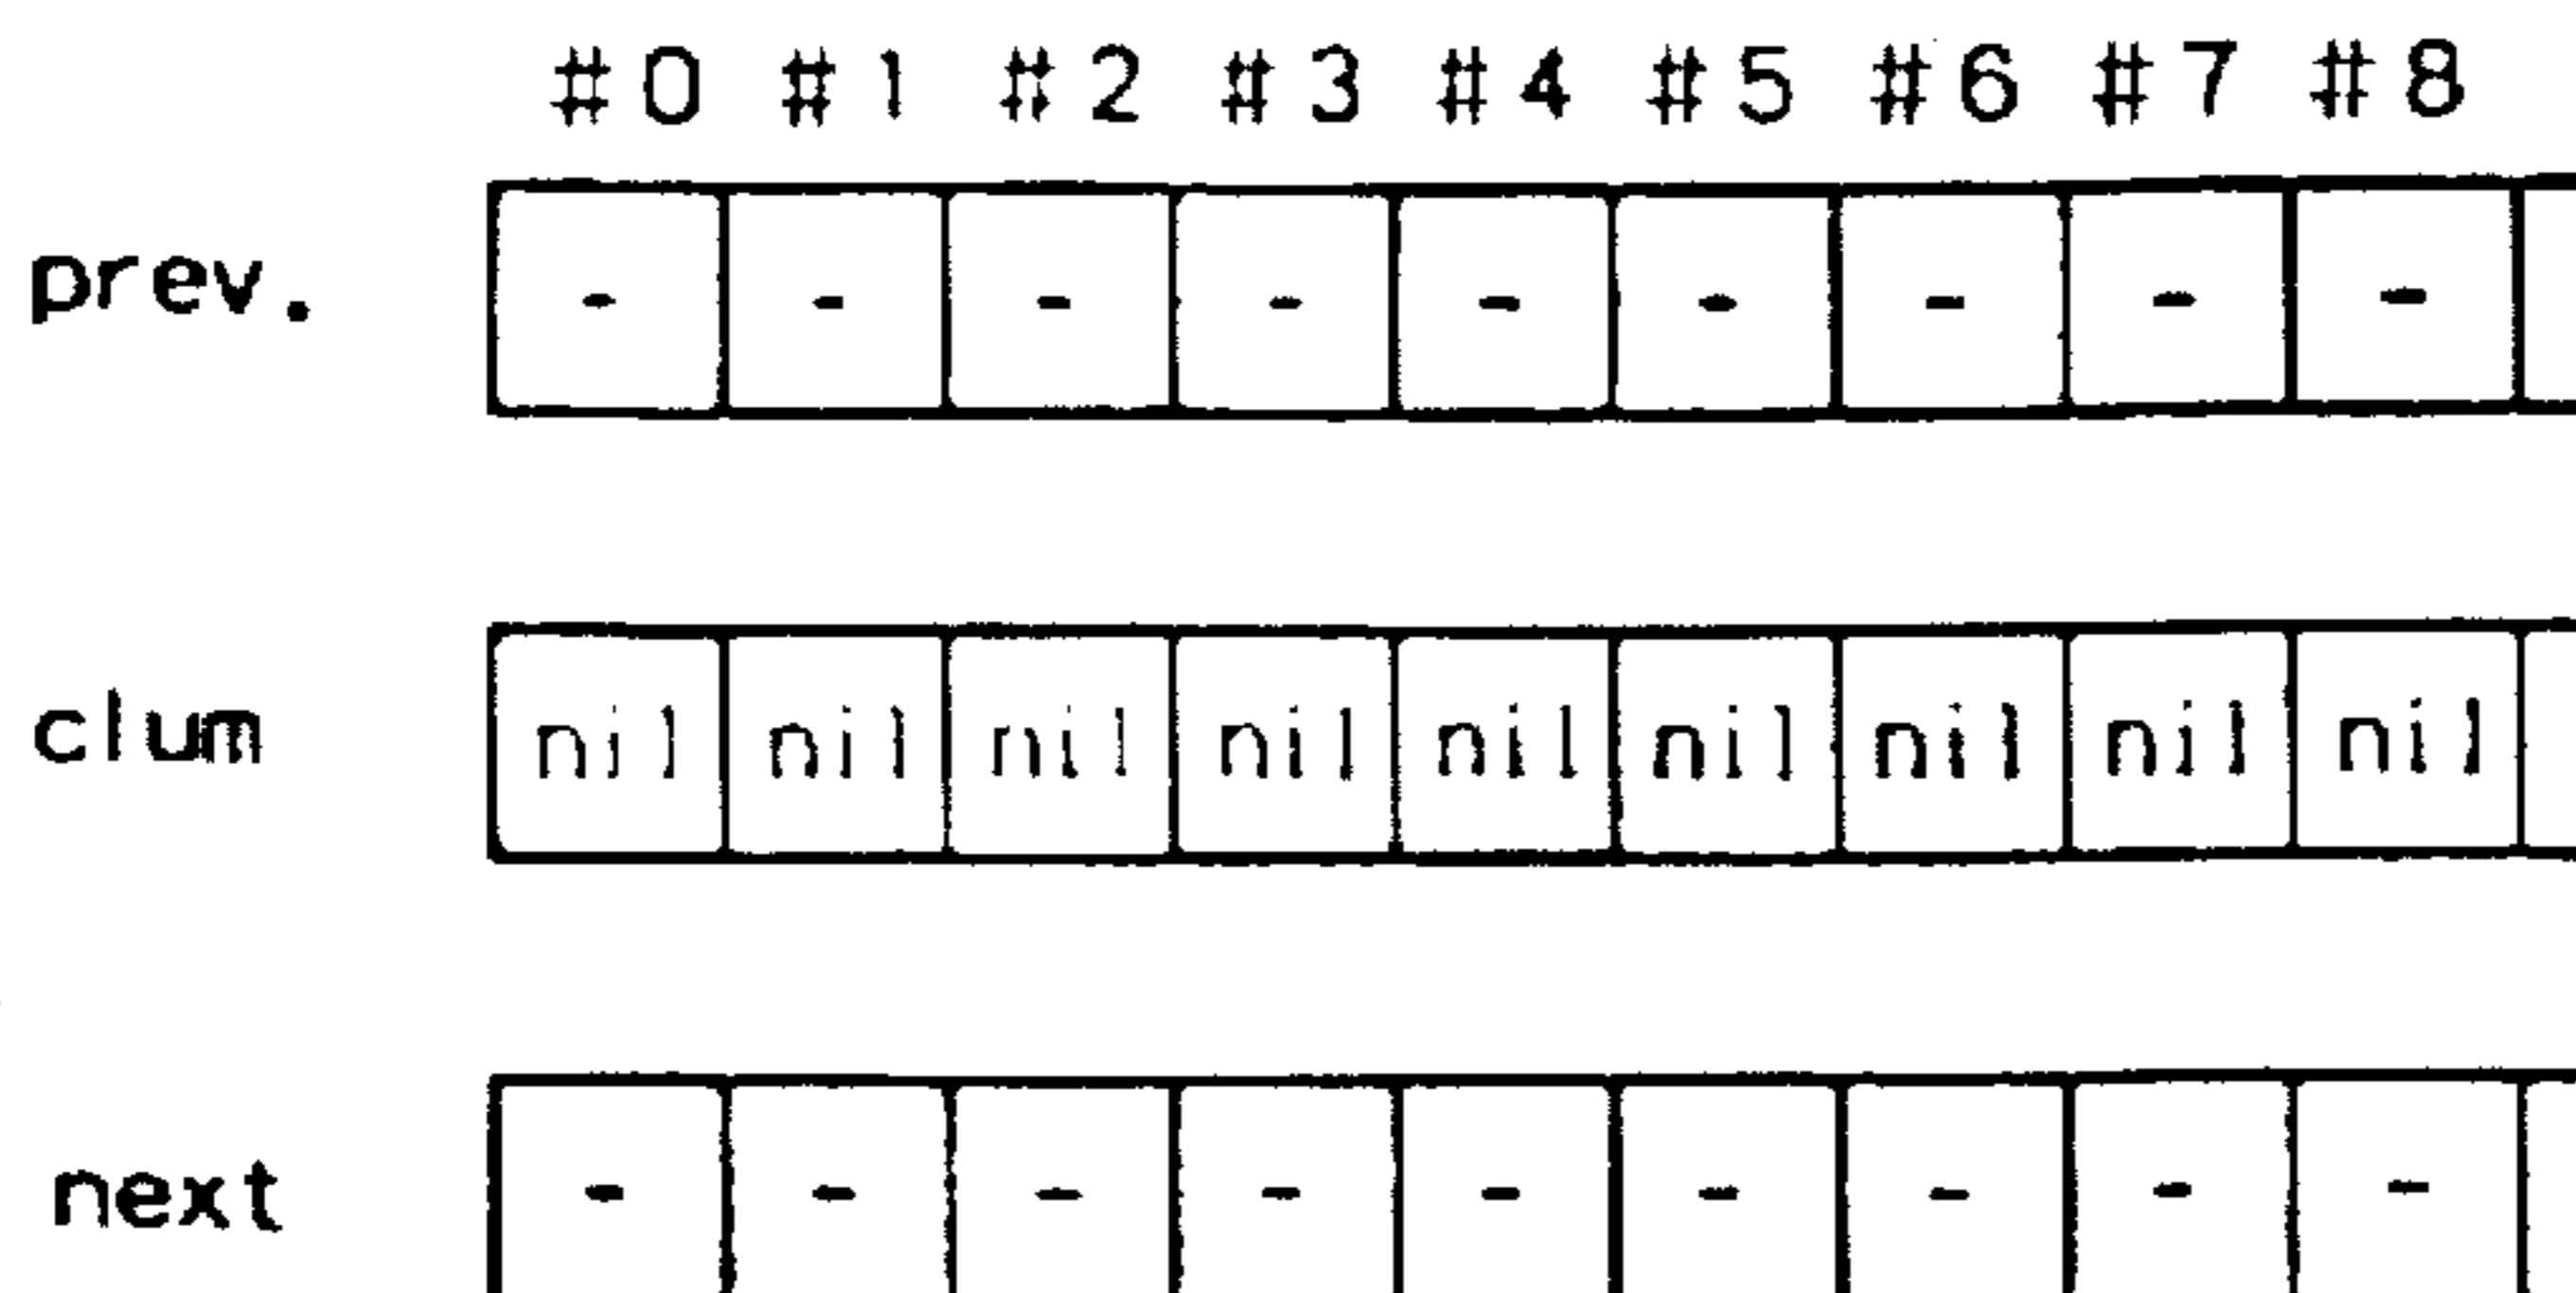 #0 #1 #2 #3 #4 #5 #6 #7 #8
prev. - - - - - - - - -
clum nil nil nil nil nil nil nil nil nil
next - - - - - - - - -